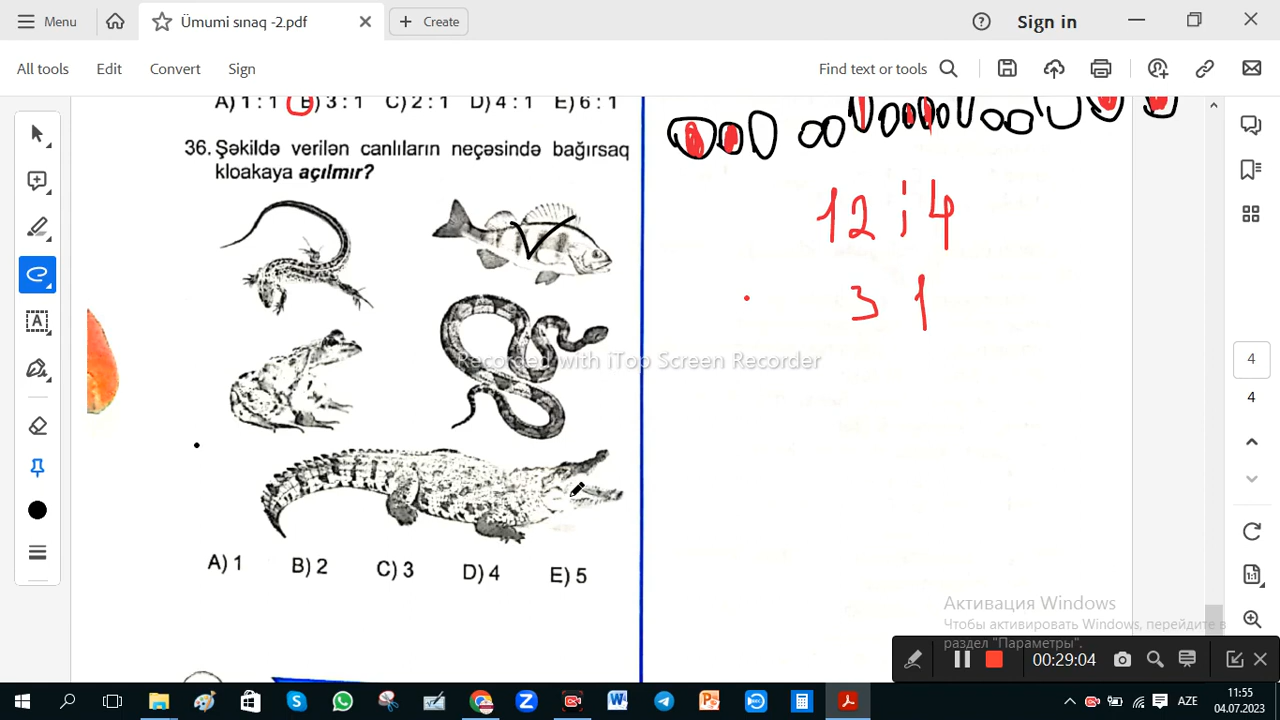 Menu
Ümumi sınaq -2.pdf
Create
Sign in
All tools
Edit
Convert
Sign
Find text or tools
A) 1 : 1 B) 3 : 1 C) 2 : 1 D) 4 : 1 E) 6 : 1
36. Şəkildə verilən canlıların neçəsində bağırsaq
kloakaya açılmır?
12 : 4
3 1
Recorded with iTop Screen Recorder
A) 1 B) 2 C) 3 D) 4 E) 5
4
4
Активация Windows
Чтобы активировать Windows, перейдите в
раздел "Параметры".
00:29:04
AZE
11:55
04.07.2023